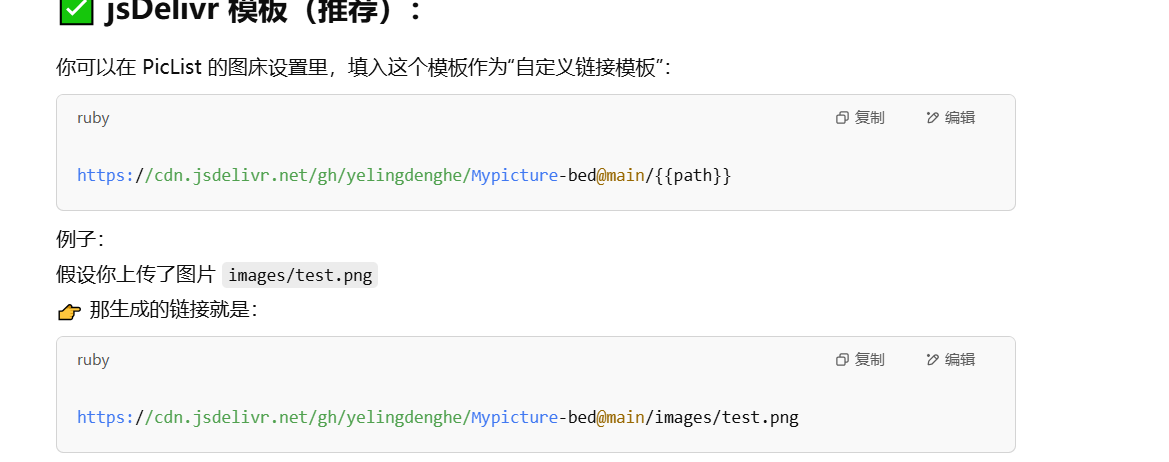 ✅ jsDelivr 模板（推荐）：
你可以在 PicList 的图床设置里，填入这个模板作为“自定义链接模板”：
ruby 复制 编辑
https://cdn.jsdelivr.net/gh/yelingdenghe/Mypicture-bed@main/{{path}}
例子：
假设你上传了图片 images/test.png
👉 那生成的链接就是：
ruby 复制 编辑
https://cdn.jsdelivr.net/gh/yelingdenghe/Mypicture-bed@main/images/test.png